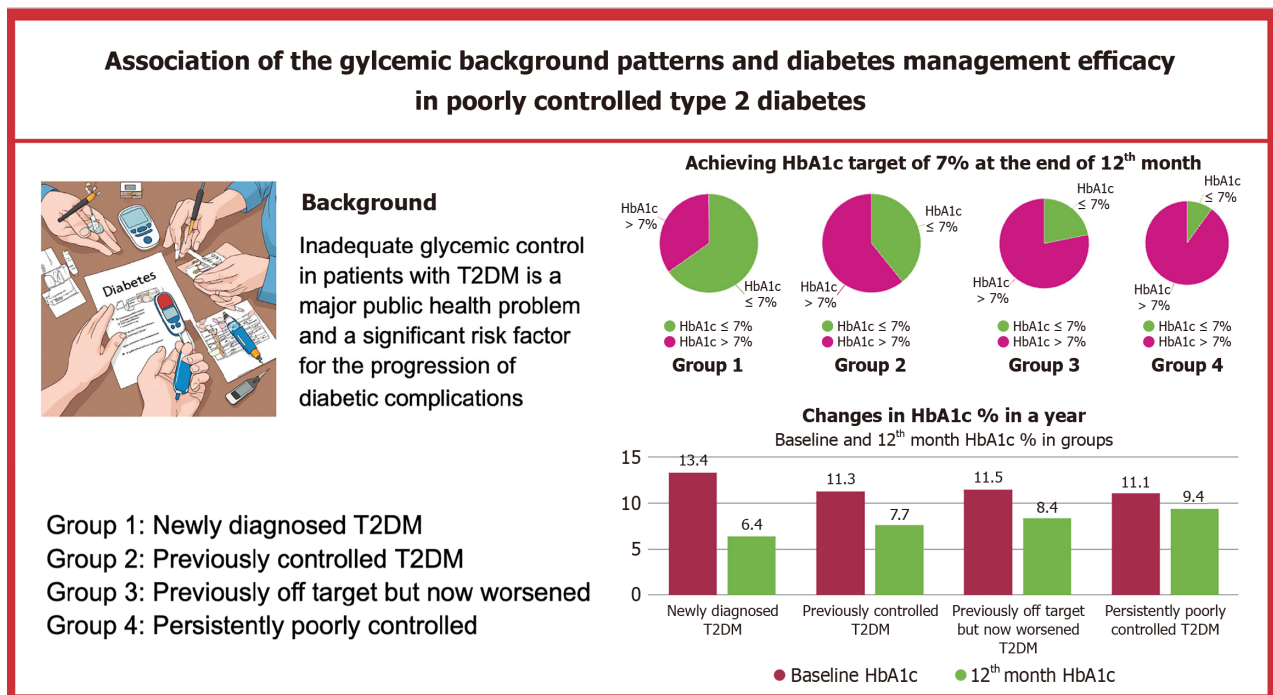 Association of the gylcemic background patterns and diabetes management efficacy
in poorly controlled type 2 diabetes
Diabetes
Background
Inadequate glycemic control
in patients with T2DM is a
major public health problem
and a significant risk factor
for the progression of
diabetic complications
Group 1: Newly diagnosed T2DM
Group 2: Previously controlled T2DM
Group 3: Previously off target but now worsened
Group 4: Persistently poorly controlled
Achieving HbA1c target of 7% at the end of 12th month
HbA1c
> 7%
HbA1c
≤ 7%
HbA1c ≤ 7%
HbA1c > 7%
Group 1
HbA1c
≤ 7%
HbA1c
> 7%
HbA1c ≤ 7%
HbA1c > 7%
Group 2
HbA1c
≤ 7%
HbA1c
> 7%
HbA1c ≤ 7%
HbA1c > 7%
Group 3
HbA1c
≤ 7%
HbA1c
> 7%
HbA1c ≤ 7%
HbA1c > 7%
Group 4
Changes in HbA1c % in a year
Baseline and 12th month HbA1c % in groups
15
10
5
0
13.4
6.4
11.3
7.7
11.5
8.4
11.1
9.4
Newly diagnosed
T2DM
Previously controlled
T2DM
Previously off target
but now worsened
T2DM
Persistently poorly
controlled T2DM
Baseline HbA1c
12th month HbA1c